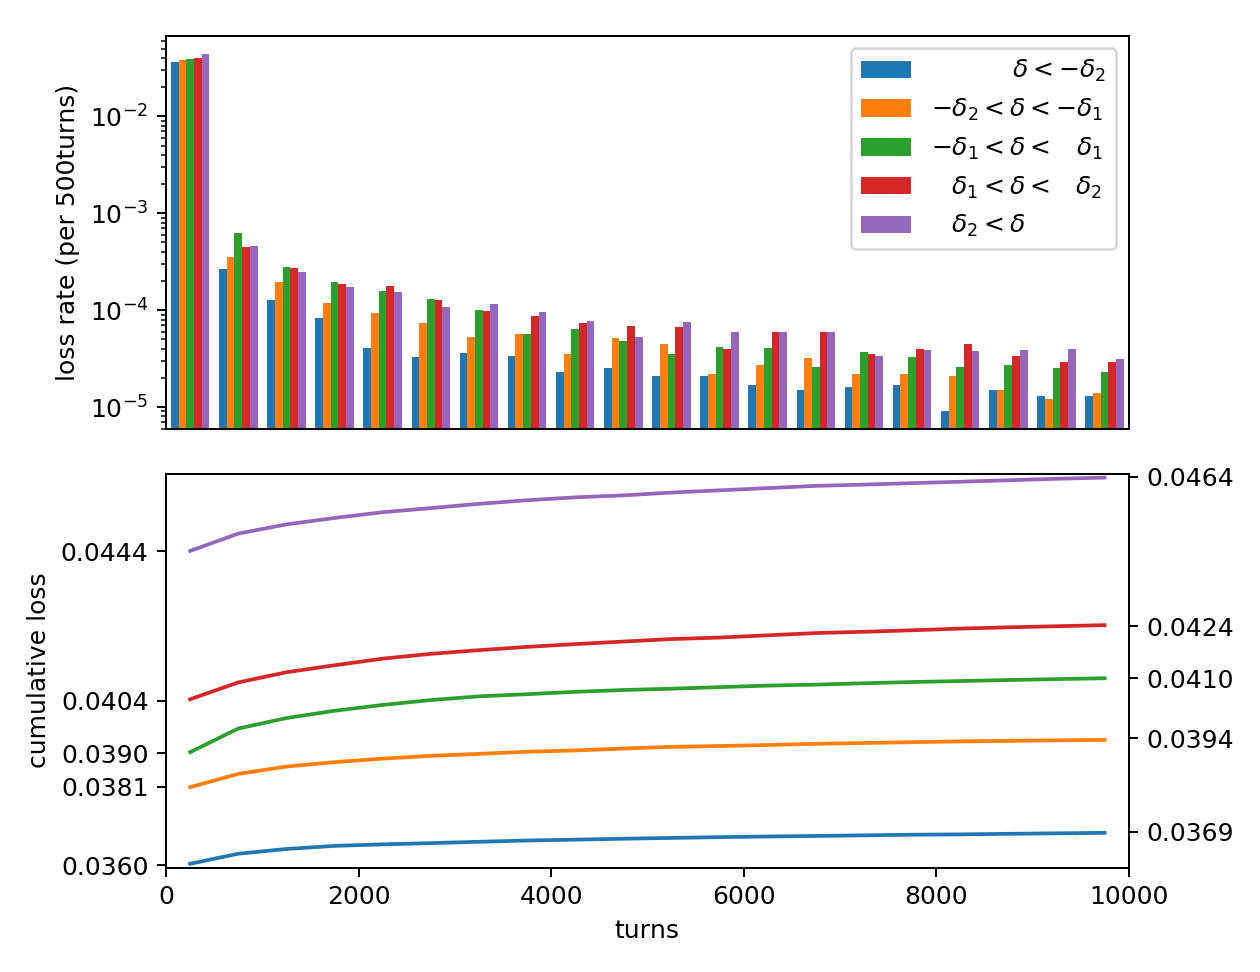 loss rate (per 500turns)
10⁻²
10⁻³
10⁻⁴
10⁻⁵
δ < −δ₂
−δ₂ < δ < −δ₁
−δ₁ < δ < δ₁
δ₁ < δ < δ₂
δ₂ < δ
cumulative loss
0.0444
0.0404
0.0390
0.0381
0.0360
0.0464
0.0424
0.0410
0.0394
0.0369
0 2000 4000 6000 8000 10000
turns